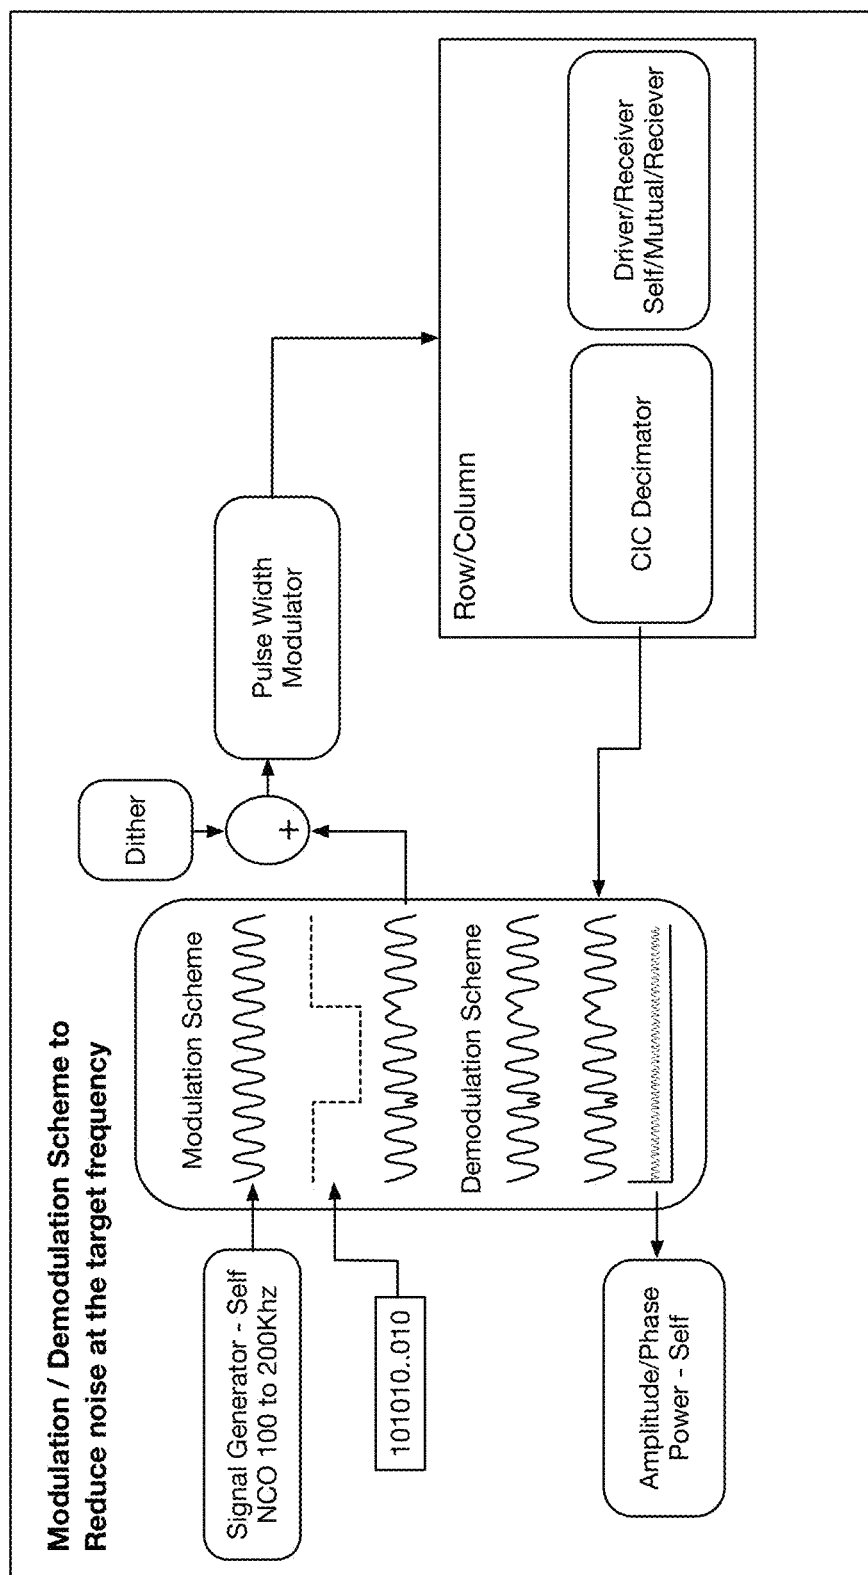 Modulation / Demodulation Scheme to
Reduce noise at the target frequency
Signal Generator - Self
NCO 100 to 200Khz
101010..010
Amplitude/Phase
Power - Self
Modulation Scheme
Demodulation Scheme
Dither
+
Pulse Width
Modulator
Row/Column
CIC Decimator
Driver/Receiver
Self/Mutual/Reciever